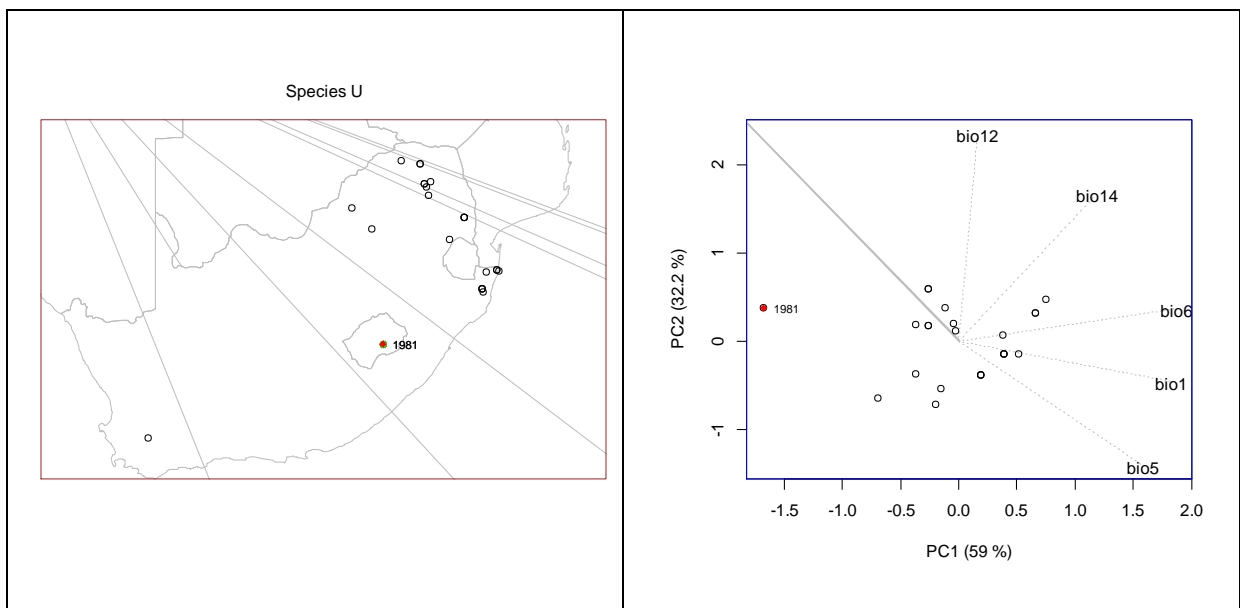 Species U
1981
bio12
bio14
bio6
bio1
bio5
1981
2
1
0
-1
PC2 (32.2 %)
-1.5 -1.0 -0.5 0.0 0.5 1.0 1.5 2.0
PC1 (59 %)